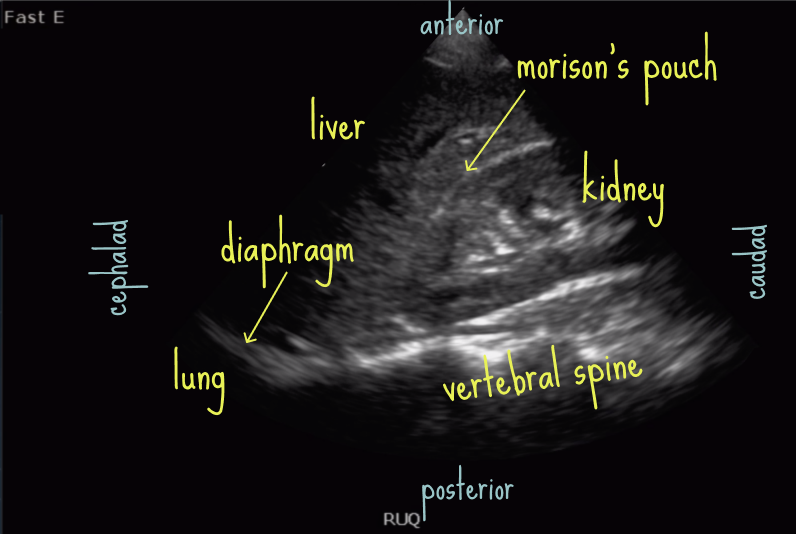 Fast E
anterior
morison's pouch
liver
kidney
cephalad
diaphragm
caudad
lung
vertebral spine
posterior
RUQ